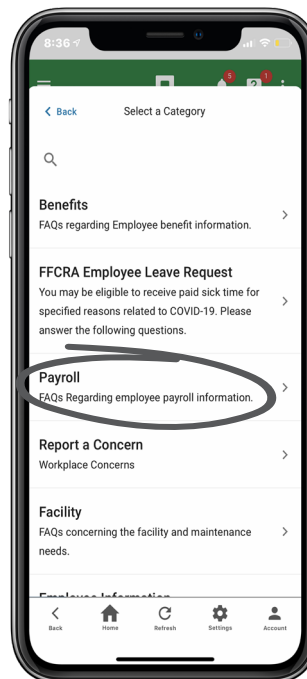 8:36
5
?
1
Back
Select a Category
Benefits
FAQs regarding Employee benefit information.
FFCRA Employee Leave Request
You may be eligible to receive paid sick time for
specified reasons related to COVID-19. Please
answer the following questions.
Payroll
FAQs Regarding employee payroll information.
Report a Concern
Workplace Concerns
Facility
FAQs concerning the facility and maintenance
needs.
Employee Information
Back
Home
Refresh
Settings
Account